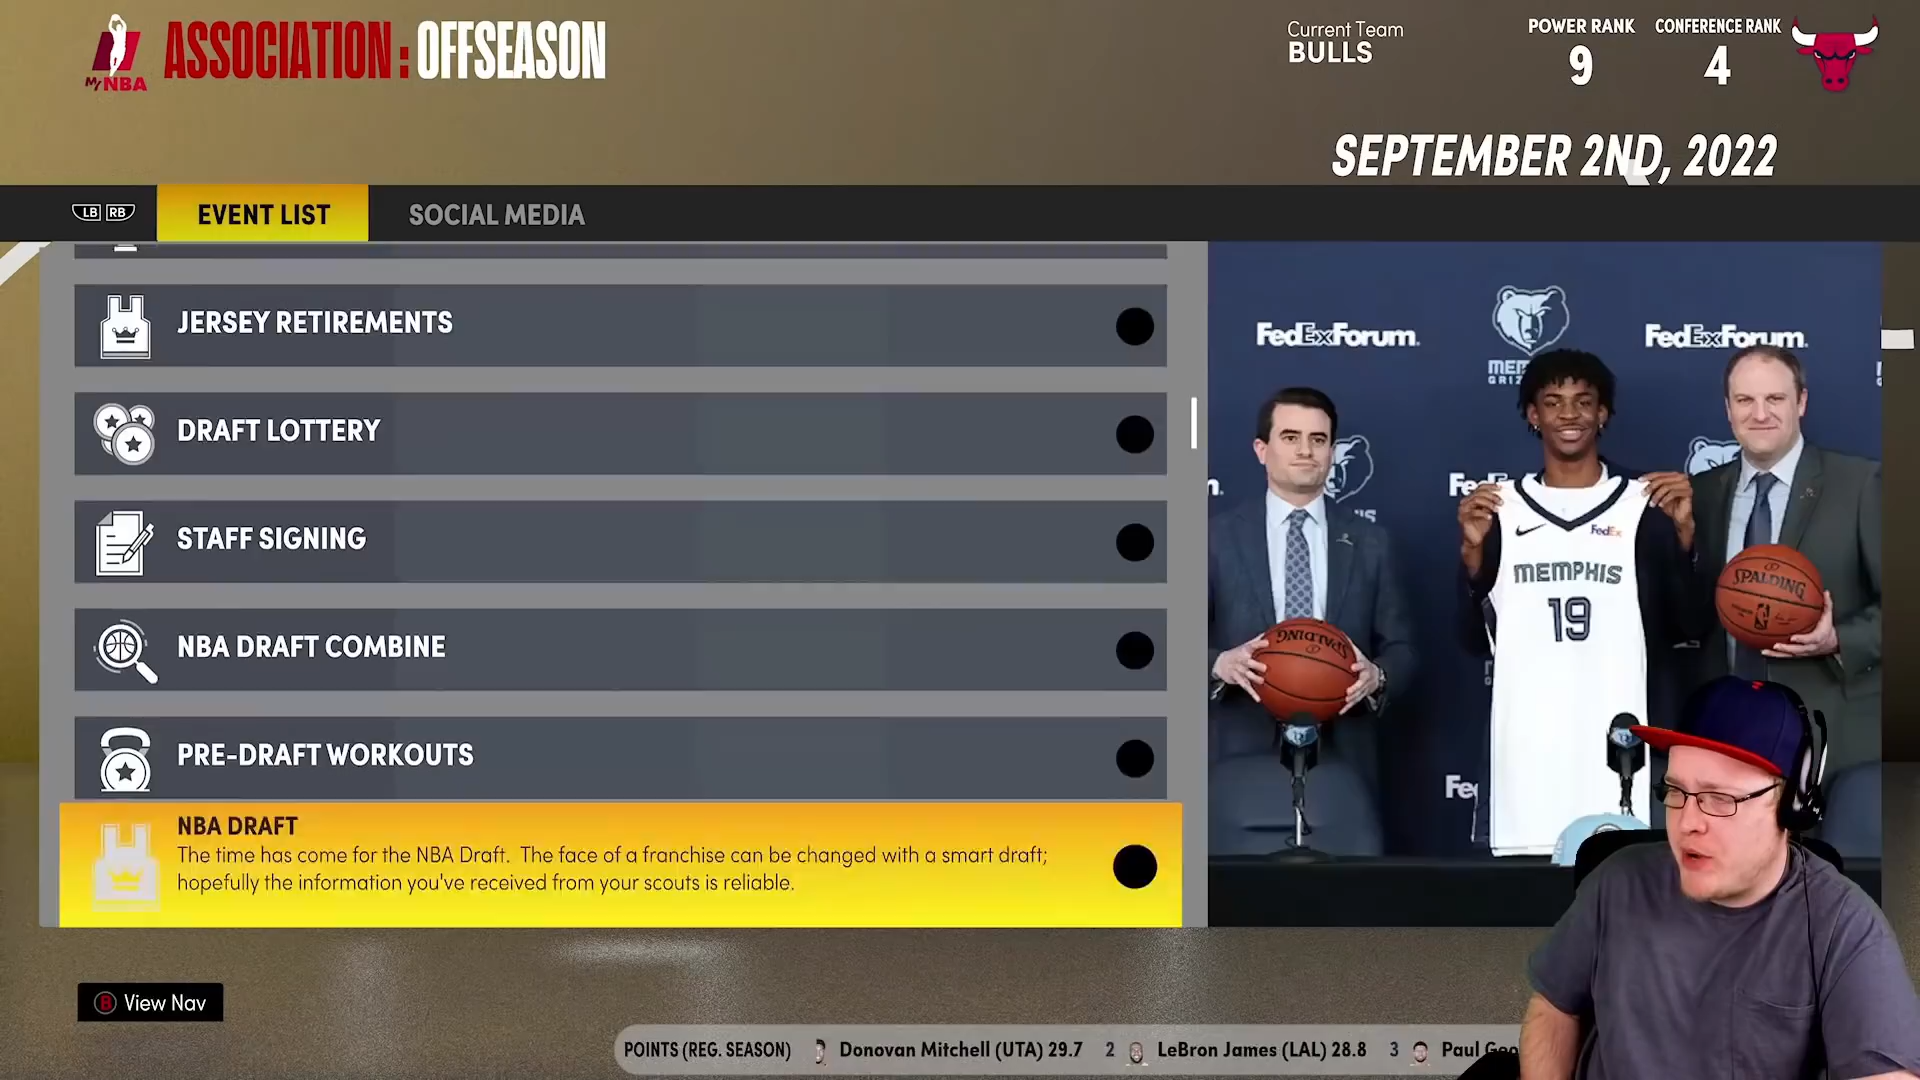 My NBA
ASSOCIATION: OFFSEASON
Current Team
BULLS
POWER RANK
9
CONFERENCE RANK
4
SEPTEMBER 2ND, 2022
LB RB
EVENT LIST
SOCIAL MEDIA
JERSEY RETIREMENTS
DRAFT LOTTERY
STAFF SIGNING
NBA DRAFT COMBINE
PRE-DRAFT WORKOUTS
NBA DRAFT
The time has come for the NBA Draft. The face of a franchise can be changed with a smart draft;
hopefully the information you've received from your scouts is reliable.
FedExForum.
FedExForum.
FedEx
MEMPHIS
19
SPALDING
SPALDING
B View Nav
POINTS (REG. SEASON) Donovan Mitchell (UTA) 29.7 2 LeBron James (LAL) 28.8 3 Paul